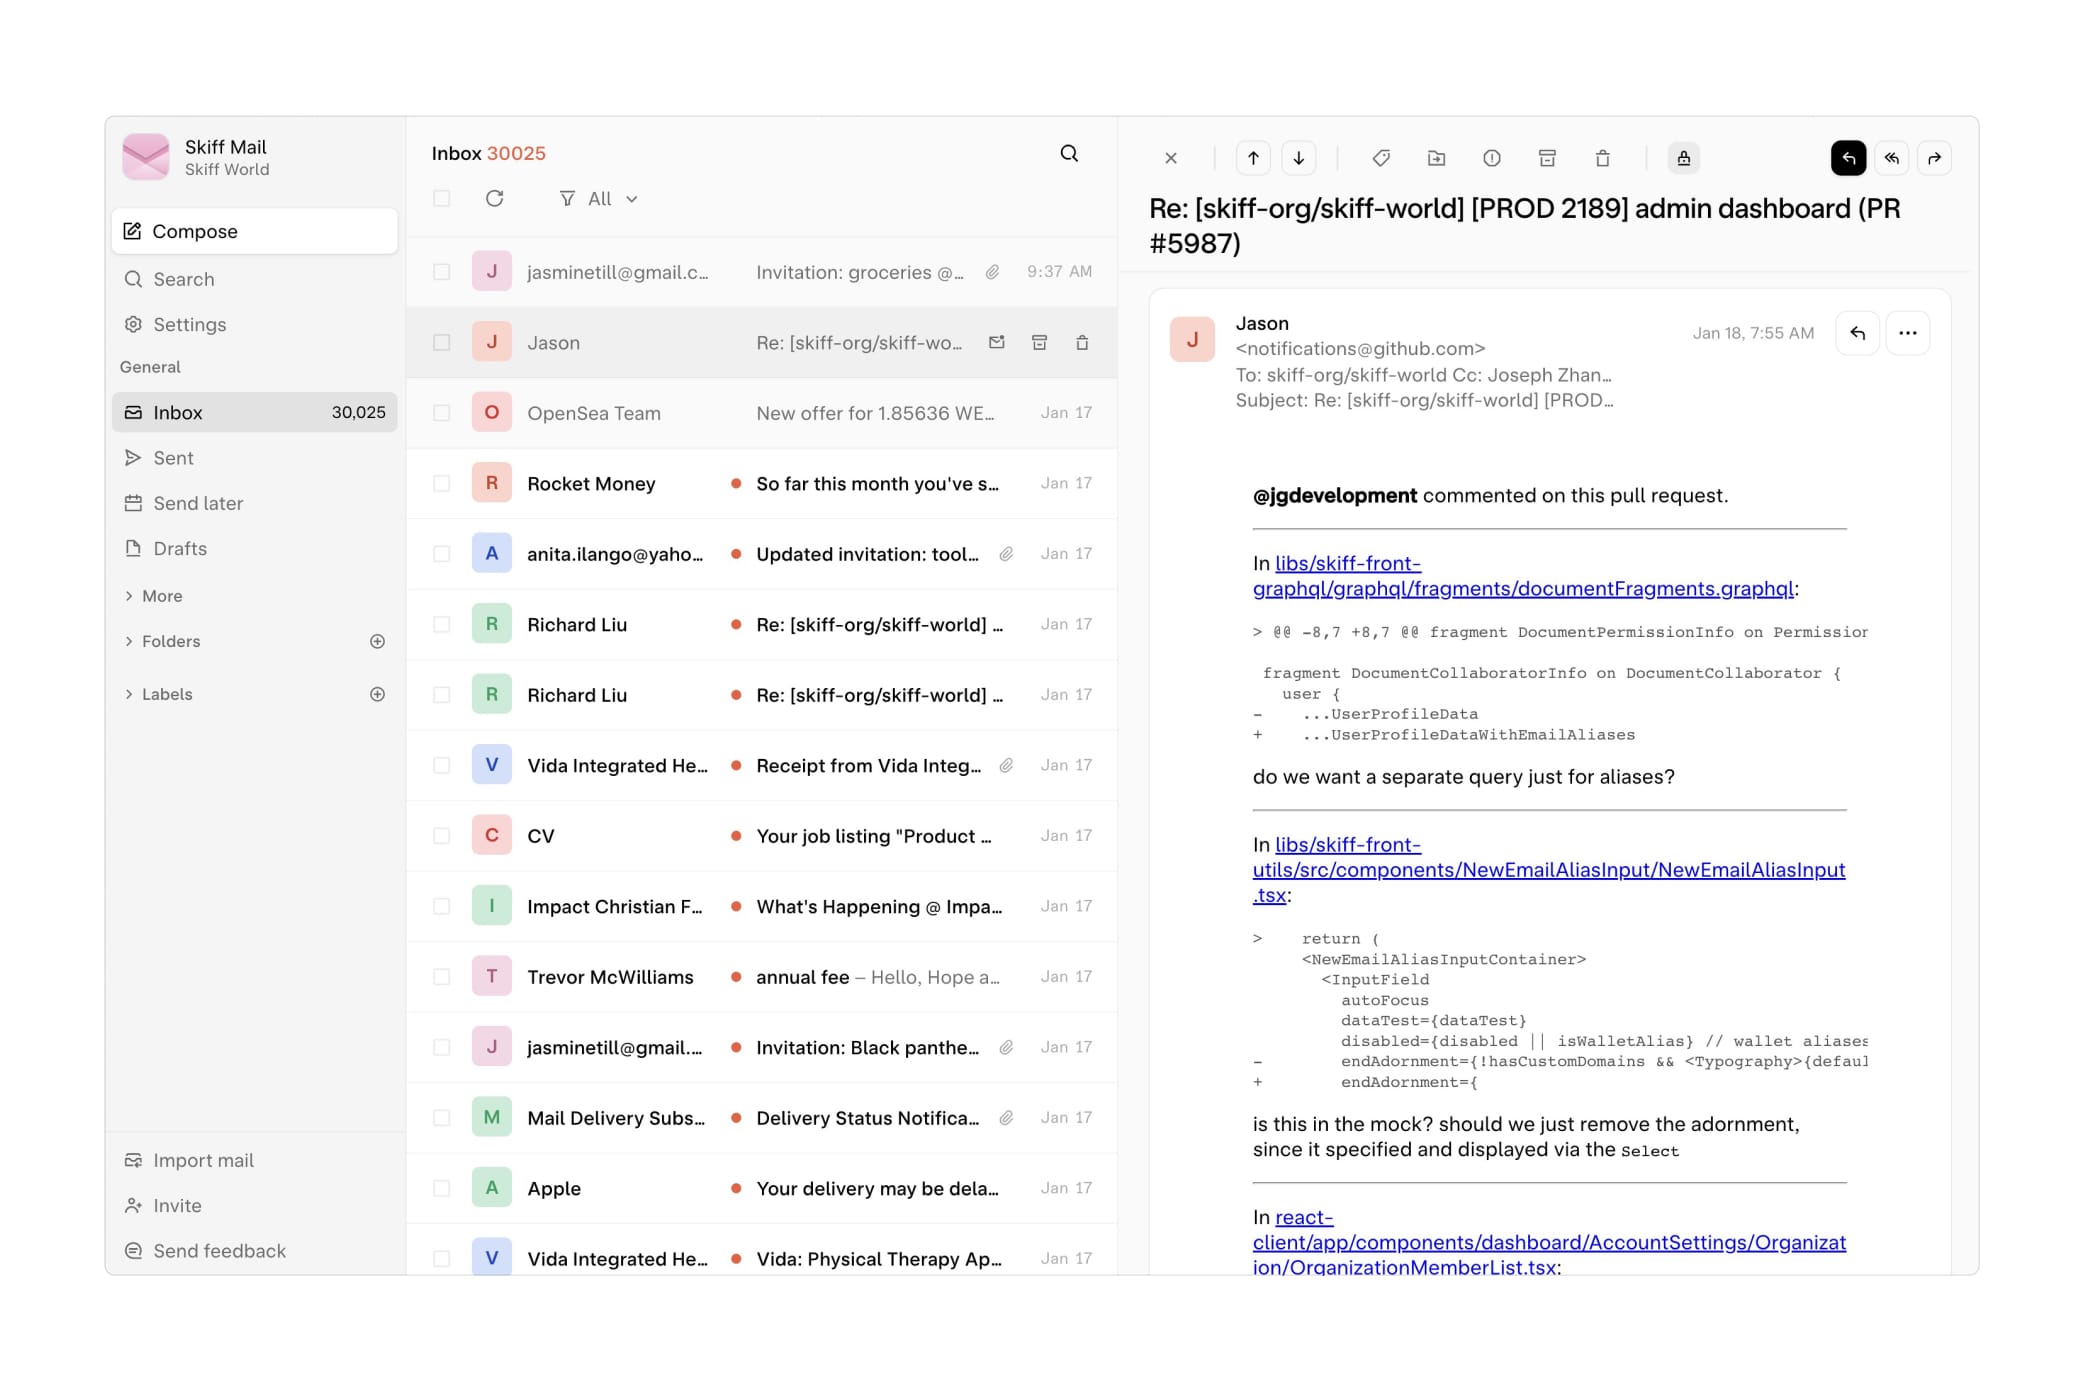 Skiff Mail
Skiff World
Compose
Search
Settings
General
Inbox 30,025
Sent
Send later
Drafts
More
Folders
Labels
Import mail
Invite
Send feedback
Inbox 30025
All
J jasminetill@gmail.c... Invitation: groceries @... 9:37 AM
J Jason Re: [skiff-org/skiff-wo...
O OpenSea Team New offer for 1.85636 WE... Jan 17
R Rocket Money So far this month you've s... Jan 17
A anita.ilango@yaho... Updated invitation: tool... Jan 17
R Richard Liu Re: [skiff-org/skiff-world] ... Jan 17
R Richard Liu Re: [skiff-org/skiff-world] ... Jan 17
V Vida Integrated He... Receipt from Vida Integ... Jan 17
C CV Your job listing "Product ... Jan 17
I Impact Christian F... What's Happening @ Impa... Jan 17
T Trevor McWilliams annual fee – Hello, Hope a... Jan 17
J jasminetill@gmail.... Invitation: Black panthe... Jan 17
M Mail Delivery Subs... Delivery Status Notifica... Jan 17
A Apple Your delivery may be dela... Jan 17
V Vida Integrated He... Vida: Physical Therapy Ap... Jan 17
Re: [skiff-org/skiff-world] [PROD 2189] admin dashboard (PR
#5987)
J Jason Jan 18, 7:55 AM
<notifications@github.com>
To: skiff-org/skiff-world Cc: Joseph Zhan...
Subject: Re: [skiff-org/skiff-world] [PROD...
@jgdevelopment commented on this pull request.
In libs/skiff-front-
graphql/graphql/fragments/documentFragments.graphql:
> @@ -8,7 +8,7 @@ fragment DocumentPermissionInfo on Permission
fragment DocumentCollaboratorInfo on DocumentCollaborator {
user {
- ...UserProfileData
+ ...UserProfileDataWithEmailAliases
do we want a separate query just for aliases?
In libs/skiff-front-
utils/src/components/NewEmailAliasInput/NewEmailAliasInput
.tsx:
> return (
<NewEmailAliasInputContainer>
<InputField
autoFocus
dataTest={dataTest}
disabled={disabled || isWalletAlias} // wallet aliases
- endAdornment={!hasCustomDomains && <Typography>{defaul
+ endAdornment={
is this in the mock? should we just remove the adornment,
since it specified and displayed via the Select
In react-
client/app/components/dashboard/AccountSettings/Organizat
ion/OrganizationMemberList.tsx: